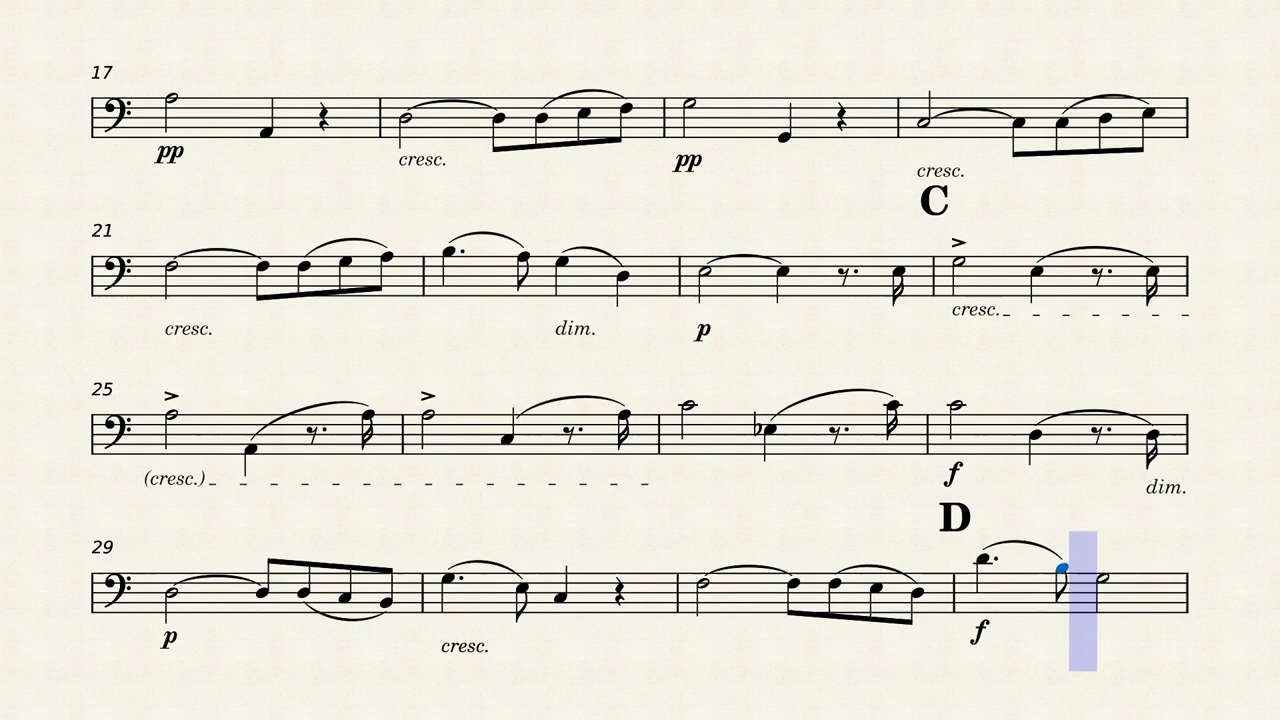 17
pp cresc. pp cresc.
C
21
cresc. dim. p cresc.
25
(cresc.) f dim.
D
29
p cresc. f